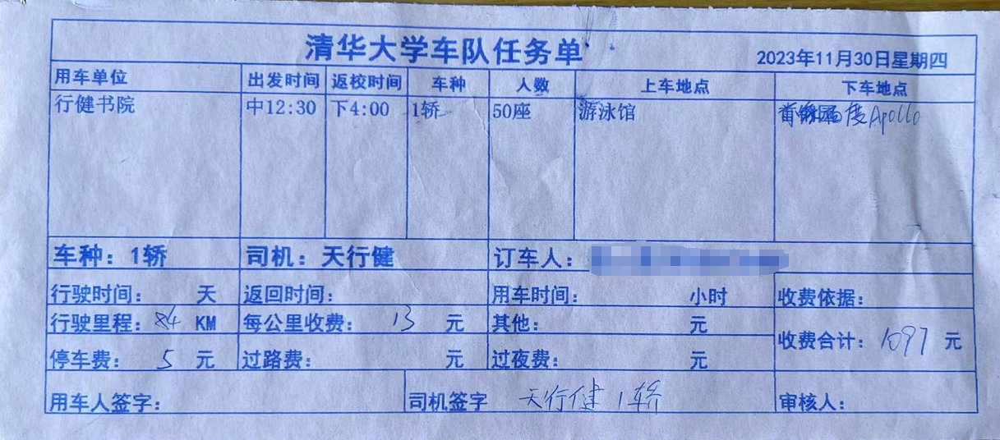 清华大学车队任务单
2023年11月30日星期四
用车单位 出发时间 返校时间 车种 人数 上车地点 下车地点
行健书院 中12:30 下4:00 1轿 50座 游泳馆 度Apollo
车种：1轿 司机：天行健 订车人：
行驶时间： 天 返回时间： 用车时间： 小时 收费依据：
行驶里程：84 KM 每公里收费：13 元 其他： 元
收费合计：1097 元
停车费：5 元 过路费： 元 过夜费： 元
用车人签字： 司机签字 天行健 1轿 审核人：